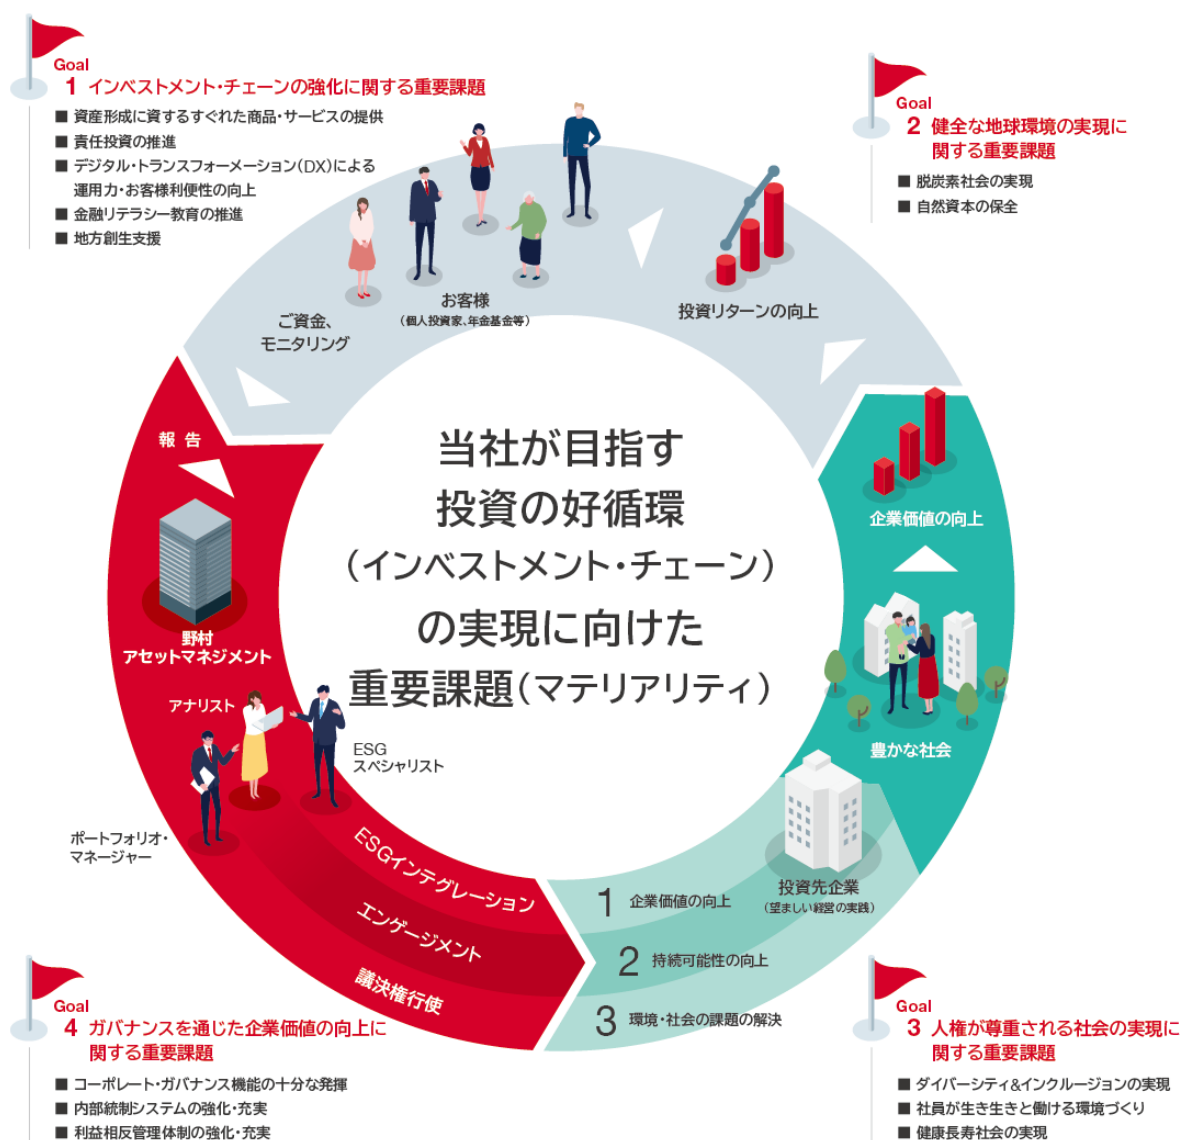 Goal
1 インベストメント・チェーンの強化に関する重要課題
■ 資産形成に資するすぐれた商品・サービスの提供
■ 責任投資の推進
■ デジタル・トランスフォーメーション(DX)による
運用力・お客様利便性の向上
■ 金融リテラシー教育の推進
■ 地方創生支援
Goal
2 健全な地球環境の実現に
関する重要課題
■ 脱炭素社会の実現
■ 自然資本の保全
ご資金、
モニタリング
お客様
(個人投資家、年金基金等)
投資リターンの向上
報告
野村
アセットマネジメント
アナリスト
ESG
スペシャリスト
ポートフォリオ・
マネージャー
当社が目指す
投資の好循環
(インベストメント・チェーン)
の実現に向けた
重要課題(マテリアリティ)
企業価値の向上
豊かな社会
投資先企業
(望ましい経営の実践)
ESGインテグレーション
エンゲージメント
議決権行使
1 企業価値の向上
2 持続可能性の向上
3 環境・社会の課題の解決
Goal
4 ガバナンスを通じた企業価値の向上に
関する重要課題
■ コーポレート・ガバナンス機能の十分な発揮
■ 内部統制システムの強化・充実
■ 利益相反管理体制の強化・充実
Goal
3 人権が尊重される社会の実現に
関する重要課題
■ ダイバーシティ&インクルージョンの実現
■ 社員が生き生きと働ける環境づくり
■ 健康長寿社会の実現